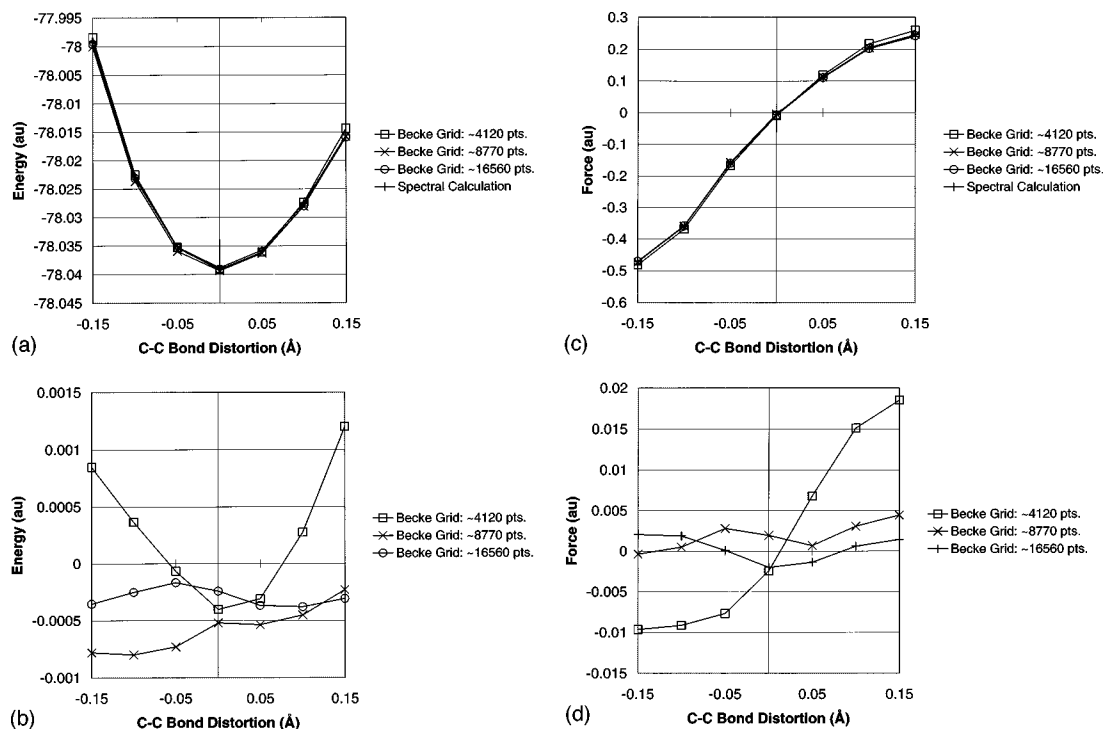 -77.995
-78
-78.005
-78.01
-78.015
-78.02
-78.025
-78.03
-78.035
-78.04
-78.045
Energy (au)
-0.15
-0.05
0.05
0.15
C-C Bond Distortion (Å)
(a)
Becke Grid: ~4120 pts.
Becke Grid: ~8770 pts.
Becke Grid: ~16560 pts.
Spectral Calculation
0.3
0.2
0.1
0
-0.1
-0.2
-0.3
-0.4
-0.5
-0.6
Force (au)
-0.15
-0.05
0.05
0.15
C-C Bond Distortion (Å)
(c)
Becke Grid: ~4120 pts.
Becke Grid: ~8770 pts.
Becke Grid: ~16560 pts.
Spectral Calculation
0.0015
0.001
0.0005
0
-0.0005
-0.001
Energy (au)
-0.15
-0.05
0.05
0.15
C-C Bond Distortion (Å)
(b)
Becke Grid: ~4120 pts.
Becke Grid: ~8770 pts.
Becke Grid: ~16560 pts.
0.02
0.015
0.01
0.005
0
-0.005
-0.01
-0.015
Force (au)
-0.15
-0.05
0.05
0.15
C-C Bond Distortion (Å)
(d)
Becke Grid: ~4120 pts.
Becke Grid: ~8770 pts.
Becke Grid: ~16560 pts.